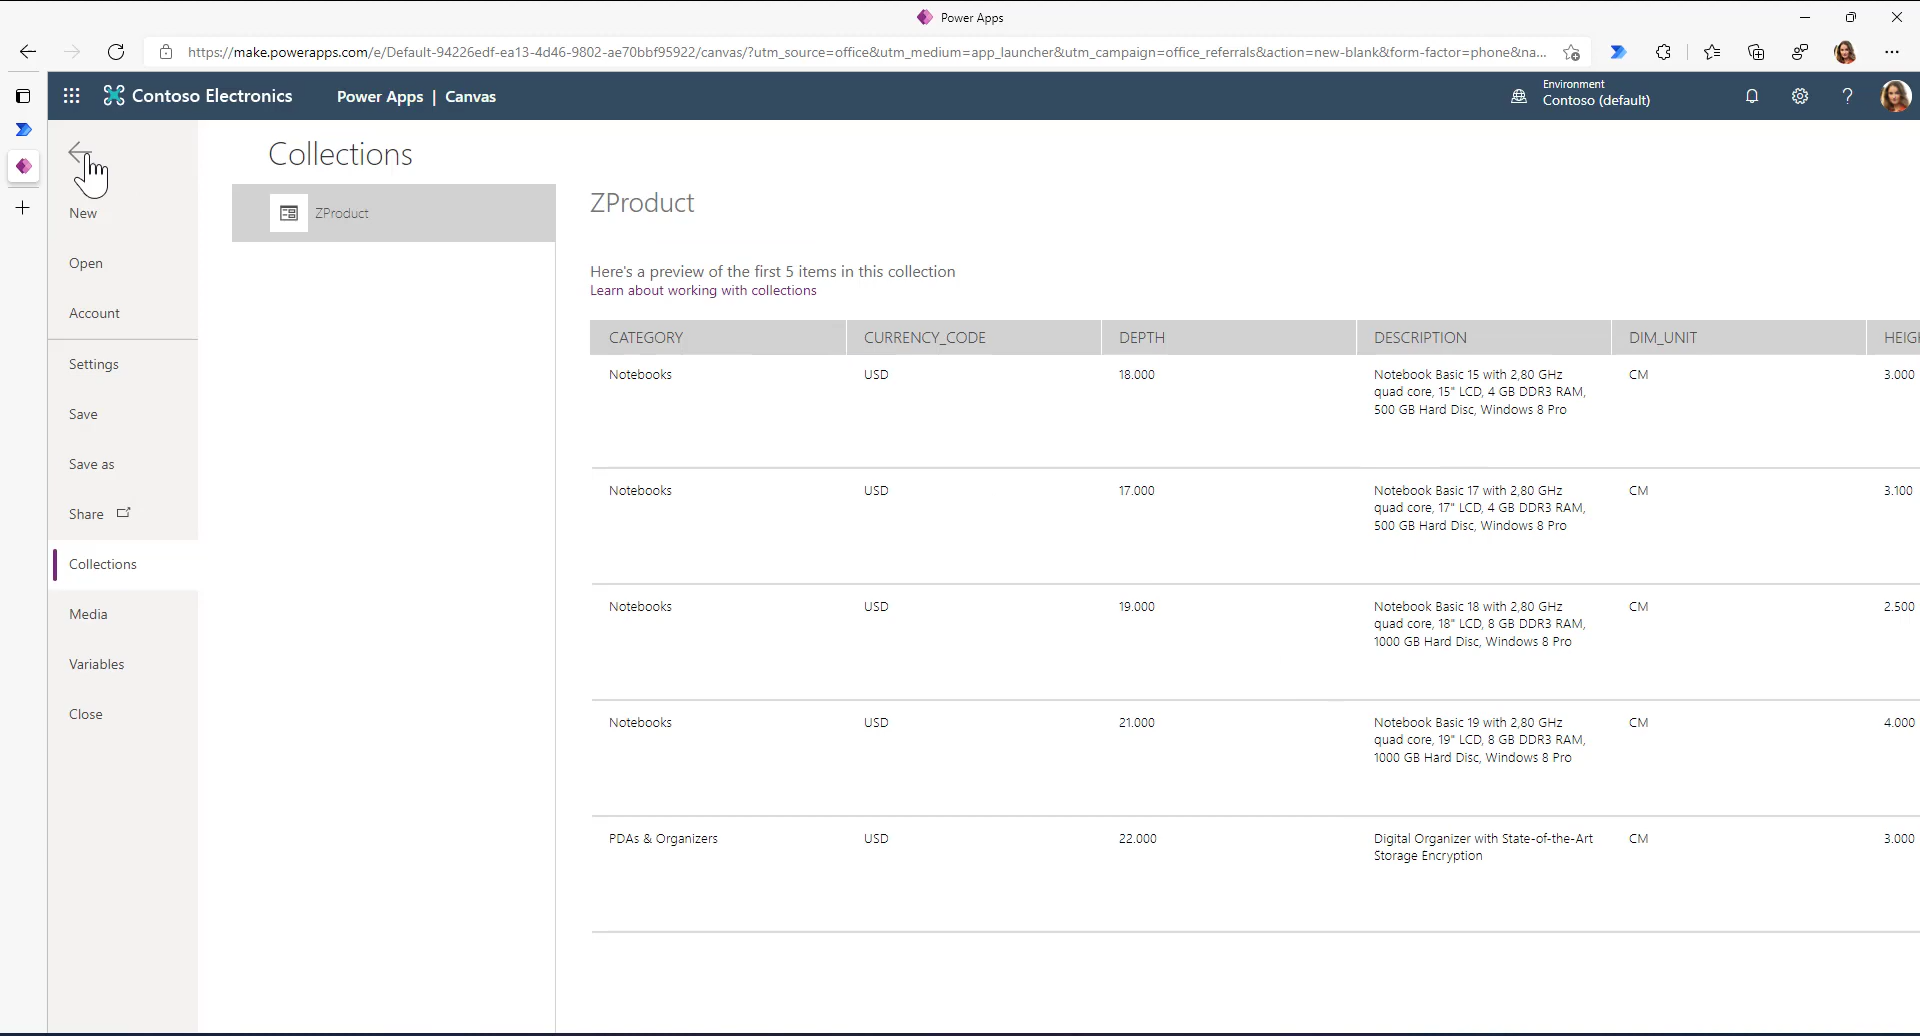 Power Apps
https://make.powerapps.com/e/Default-94226edf-ea13-4d46-9802-ae70bbf95922/canvas/?utm_source=office&utm_medium=app_launcher&utm_campaign=office_referrals&action=new-blank&form-factor=phone&na...
Contoso Electronics
Power Apps | Canvas
Environment
Contoso (default)
Collections
New
Open
Account
Settings
Save
Save as
Share
Collections
Media
Variables
Close
ZProduct
ZProduct
Here's a preview of the first 5 items in this collection
Learn about working with collections
CATEGORY CURRENCY_CODE DEPTH DESCRIPTION DIM_UNIT HEIGH
Notebooks USD 18.000 Notebook Basic 15 with 2,80 GHz CM 3.000
quad core, 15" LCD, 4 GB DDR3 RAM,
500 GB Hard Disc, Windows 8 Pro
Notebooks USD 17.000 Notebook Basic 17 with 2,80 GHz CM 3.100
quad core, 17" LCD, 4 GB DDR3 RAM,
500 GB Hard Disc, Windows 8 Pro
Notebooks USD 19.000 Notebook Basic 18 with 2,80 GHz CM 2.500
quad core, 18" LCD, 8 GB DDR3 RAM,
1000 GB Hard Disc, Windows 8 Pro
Notebooks USD 21.000 Notebook Basic 19 with 2,80 GHz CM 4.000
quad core, 19" LCD, 8 GB DDR3 RAM,
1000 GB Hard Disc, Windows 8 Pro
PDAs & Organizers USD 22.000 Digital Organizer with State-of-the-Art CM 3.000
Storage Encryption